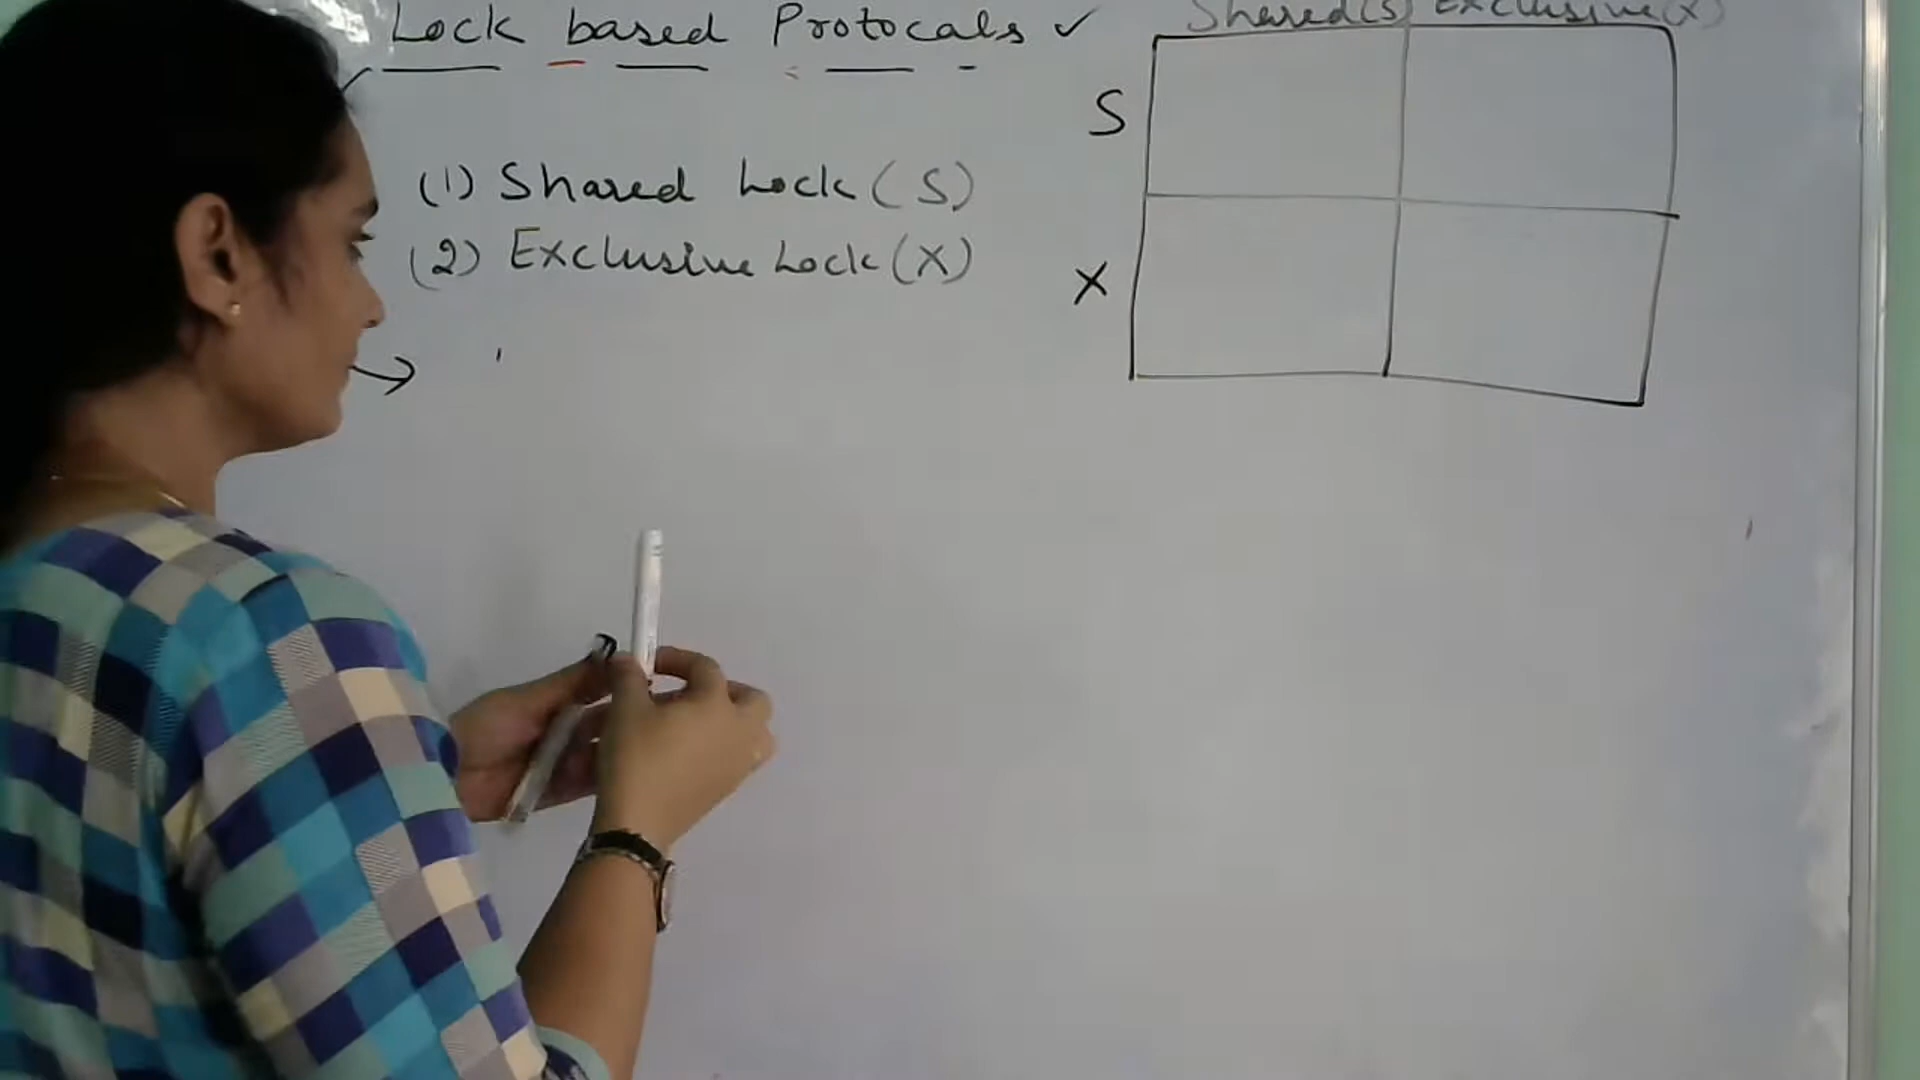 Lock based Protocals ✓
(1) Shared Lock (S)
(2) Exclusive Lock (X)
→
Shared(S) Exclusive(X)
S
X